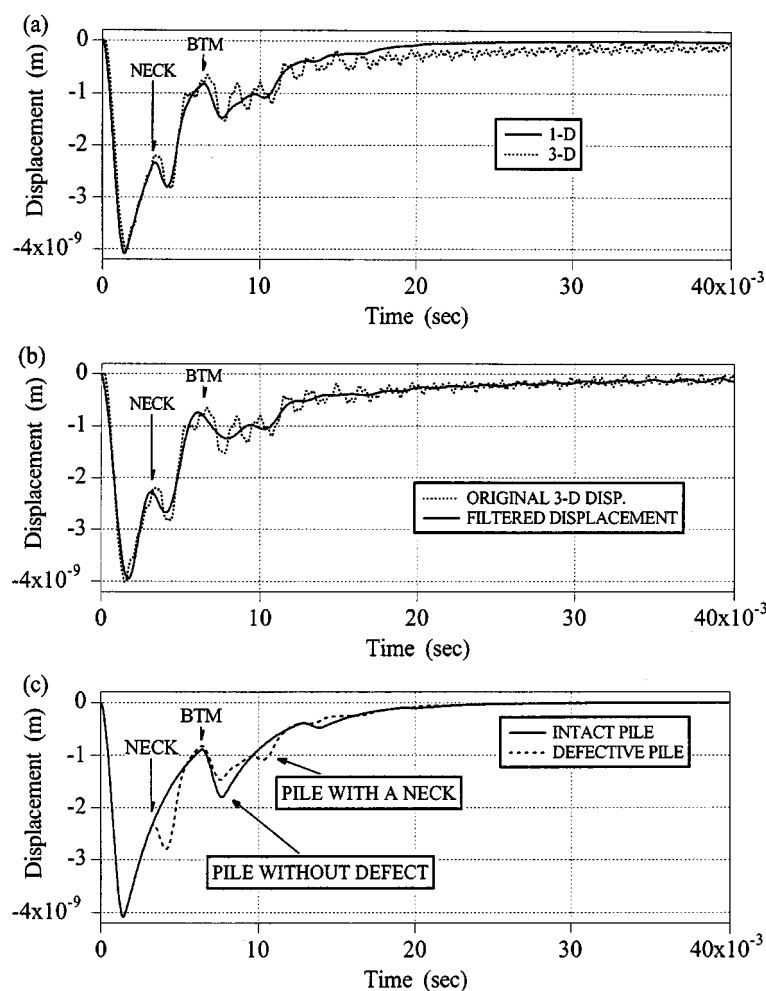 (a)
0
BTM
NECK
-1
-2
-3
-4x10-9
Displacement (m)
1-D
3-D
0
10
20
30
40x10-3
Time (sec)
(b)
0
BTM
NECK
-1
-2
-3
-4x10-9
Displacement (m)
ORIGINAL 3-D DISP.
FILTERED DISPLACEMENT
0
10
20
30
40x10-3
Time (sec)
(c)
0
BTM
NECK
-1
-2
-3
-4x10-9
Displacement (m)
INTACT PILE
DEFECTIVE PILE
PILE WITH A NECK
PILE WITHOUT DEFECT
0
10
20
30
40x10-3
Time (sec)